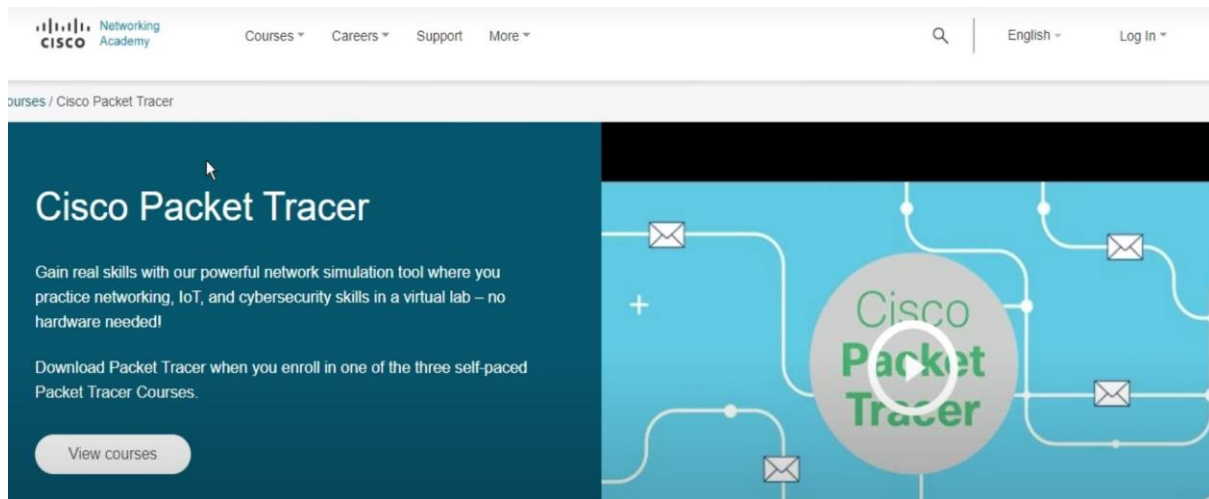 Networking
CISCO Academy
Courses
Careers
Support
More
English
Log In
ourses / Cisco Packet Tracer
Cisco Packet Tracer
Gain real skills with our powerful network simulation tool where you
practice networking, IoT, and cybersecurity skills in a virtual lab – no
hardware needed!
Download Packet Tracer when you enroll in one of the three self-paced
Packet Tracer Courses.
View courses
Cisco
Packet
Tracer